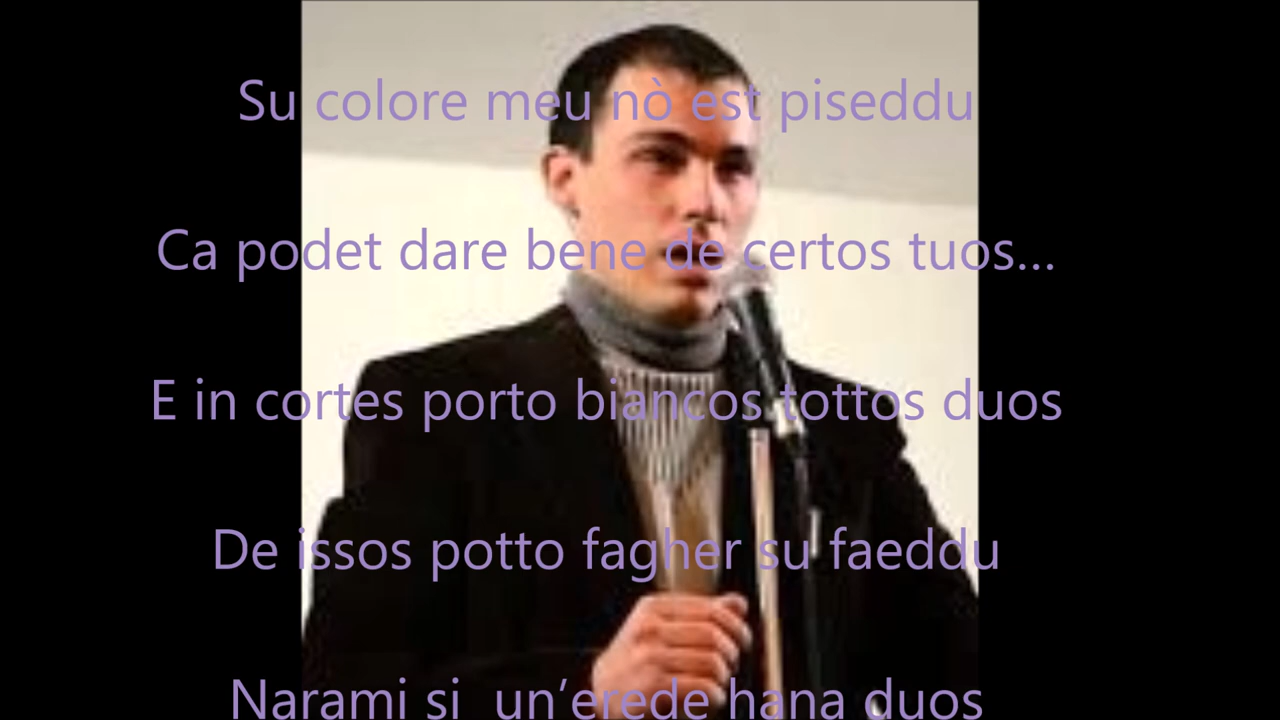 Su colore meu nò est piseddu
Ca podet dare bene de certos tuos...
E in cortes porto biancos tottos duos
De issos potto fagher su faeddu
Narami si  un’erede hana duos